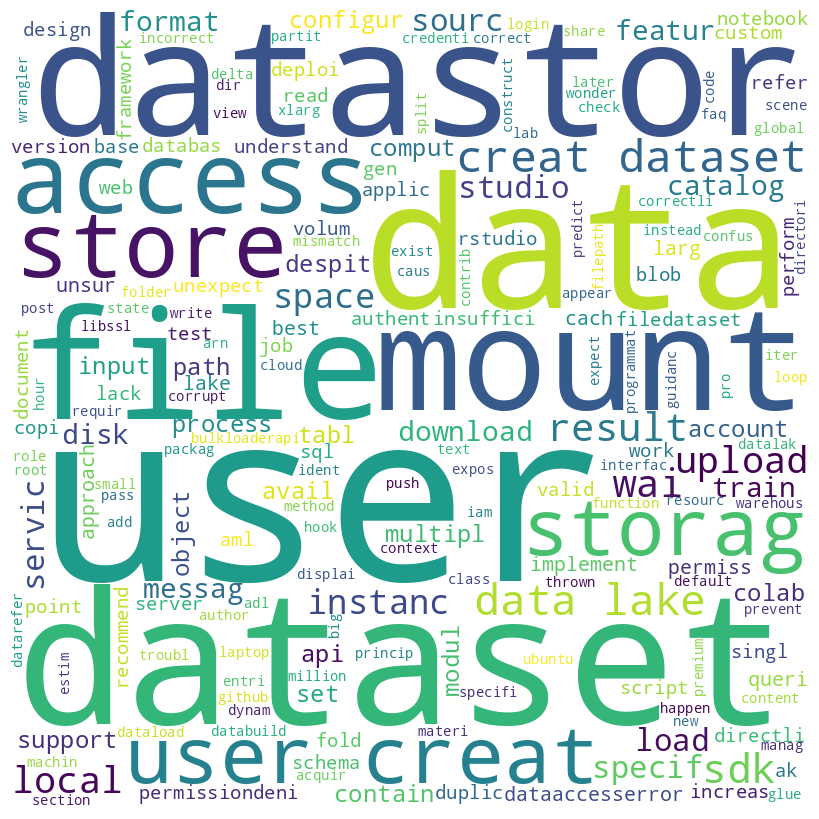 design format configur sourc login share notebook
incorrect partit credenti correct featur custom
wrangler framework delta deploi datastor later wonder check code refer
dir read construct faq scene
view xlarg split lab global
version base databas understand comput creat dataset
access web gen applic studio catalog
store volum rstudio data correctli
mismatch exist predict instead confus directori
despit caus contrib filepath larg perform
unsur folder unexpect space blob
post state write appear
libssl test arn best authent insuffici cach filedataset
file mount
document input path job expect programmat guidanc pro iter
hour lack lake cloud loop
requir corrupt
copi disk process tabl download result account
bulkloaderapi sql text work datalak
role packag ident expos interfac upload
root approach user push wai train
servic small avail valid function resourc warehous
pass object method iam storag
add aml hook multipl
context implement permiss
displai class thrown default colab
messag instanc data lake prevent
point server adl big
datarefer recommend author dataset
troubl laptop api princip modul ubuntu singl
estim entri million specifi script premium queri
github set happen content
dynam new
dataload databuild materi load directli
support user fold creat manag
machin schema specif sdk ak
local acquir
section permissiondeni contain duplic dataaccesserror increas glue